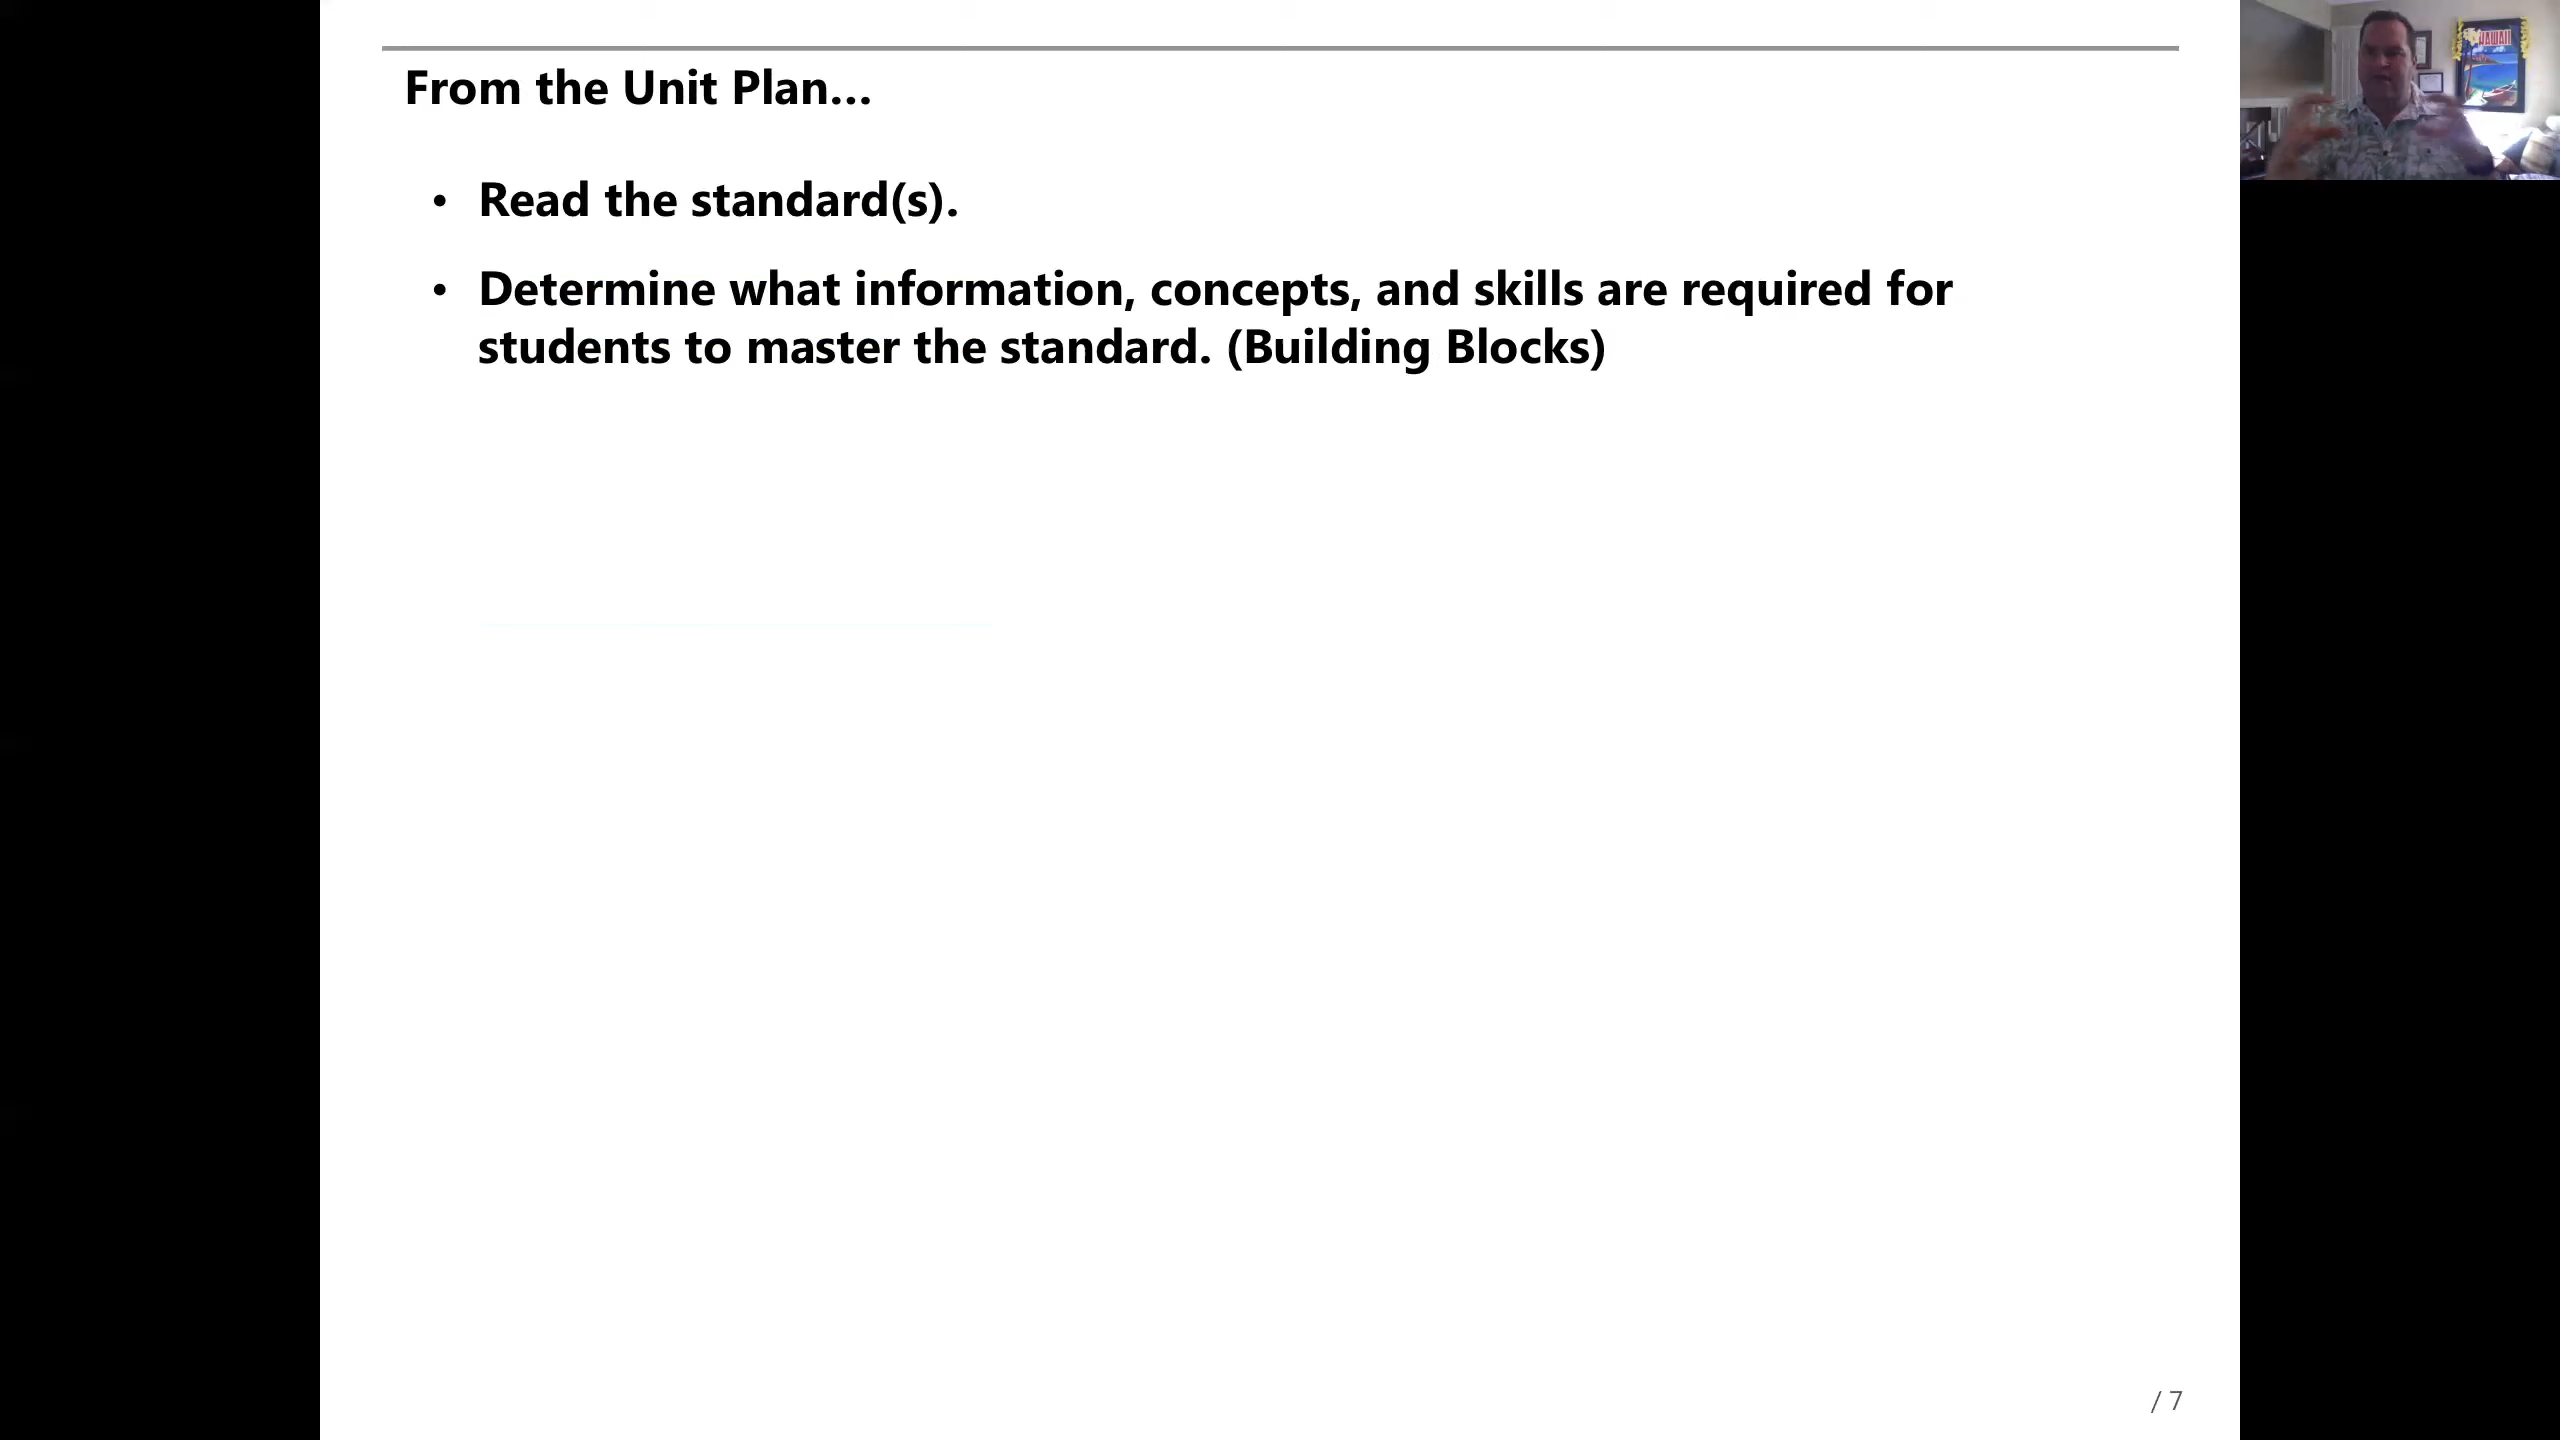 From the Unit Plan...
• Read the standard(s).
• Determine what information, concepts, and skills are required for
students to master the standard. (Building Blocks)
HAWAII
/ 7